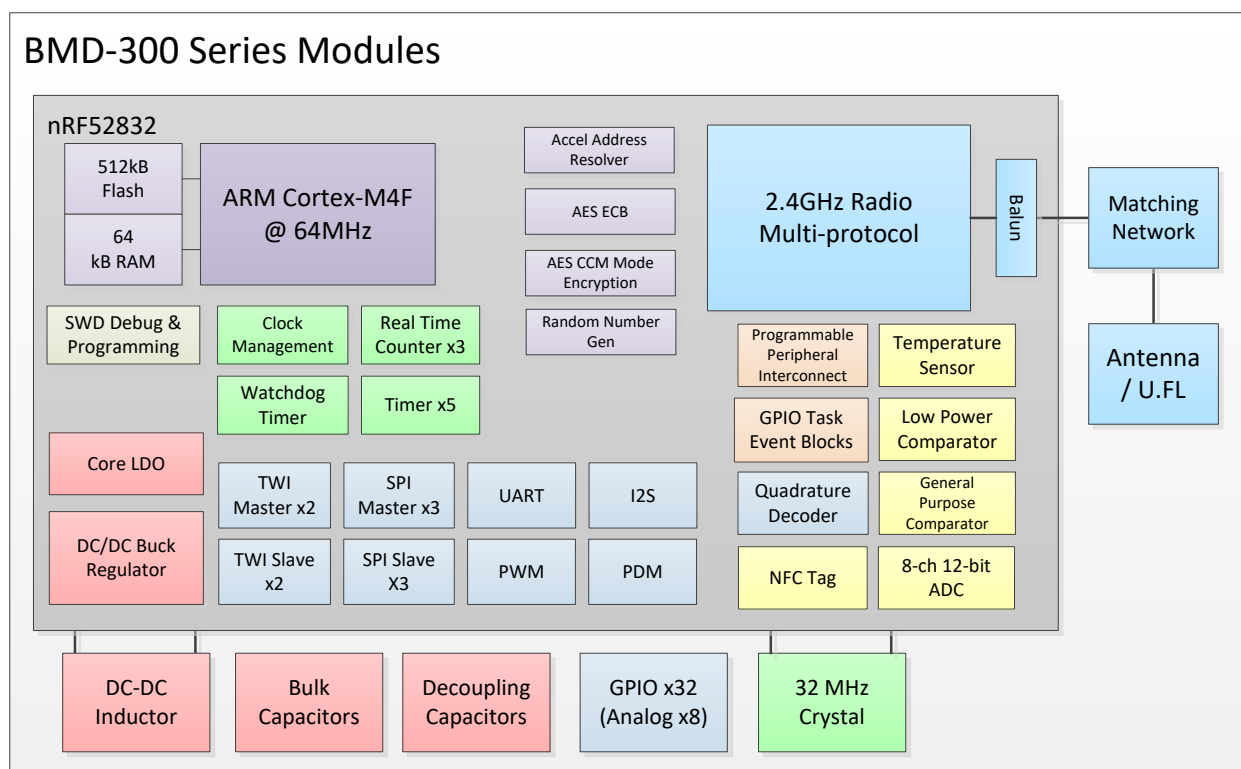 BMD-300 Series Modules
nRF52832
512kB
Flash
64
kB RAM
ARM Cortex-M4F
@ 64MHz
Accel Address
Resolver
AES ECB
AES CCM Mode
Encryption
Random Number
Gen
2.4GHz Radio
Multi-protocol
Balun
Matching
Network
Antenna
/ U.FL
SWD Debug &
Programming
Clock
Management
Real Time
Counter x3
Watchdog
Timer
Timer x5
Programmable
Peripheral
Interconnect
Temperature
Sensor
GPIO Task
Event Blocks
Low Power
Comparator
Core LDO
DC/DC Buck
Regulator
TWI
Master x2
SPI
Master x3
UART
I2S
Quadrature
Decoder
General
Purpose
Comparator
TWI Slave
x2
SPI Slave
X3
PWM
PDM
NFC Tag
8-ch 12-bit
ADC
DC-DC
Inductor
Bulk
Capacitors
Decoupling
Capacitors
GPIO x32
(Analog x8)
32 MHz
Crystal